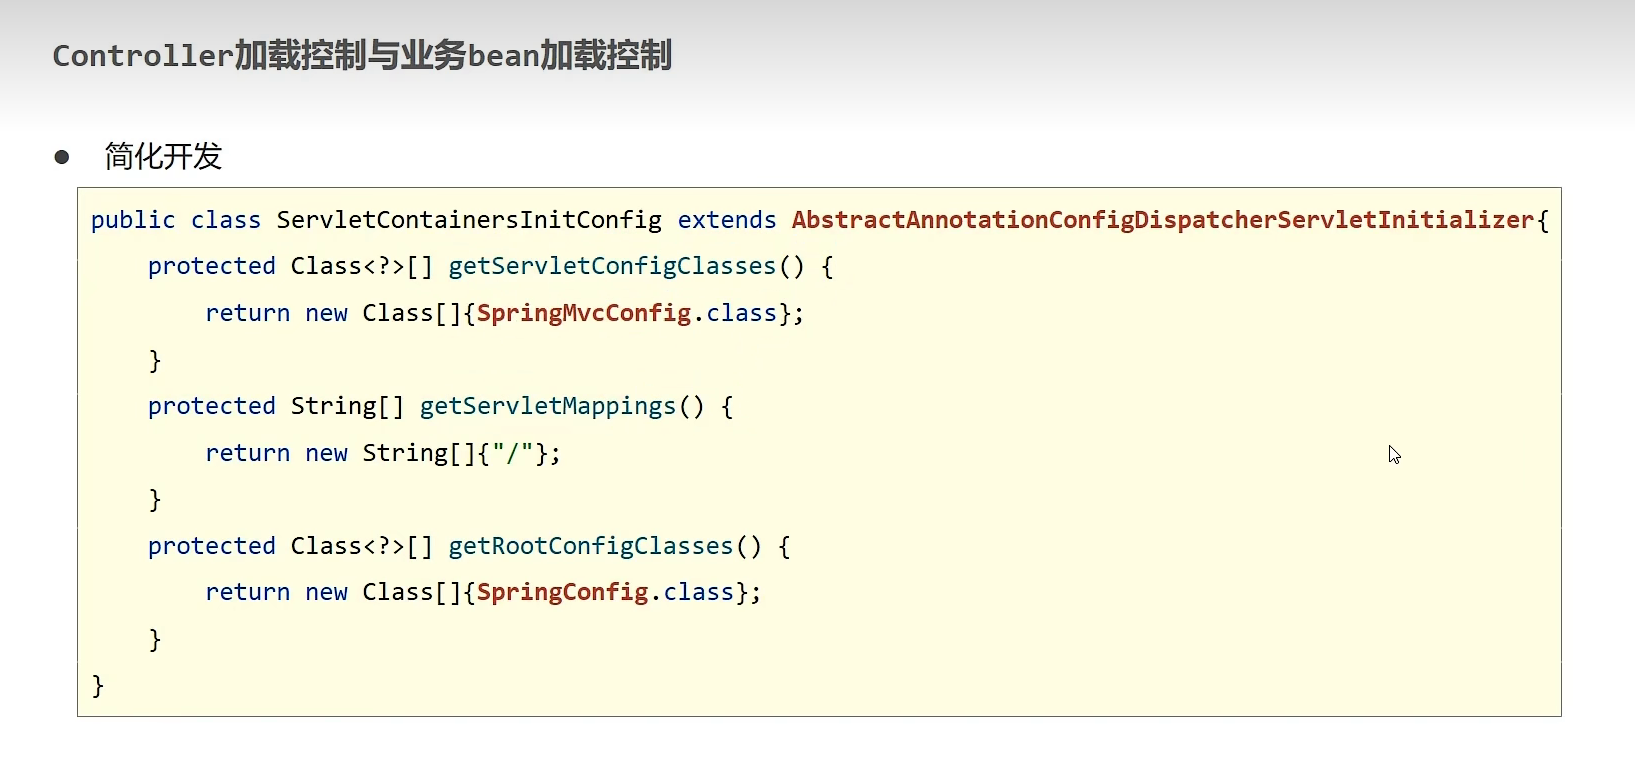 Controller加载控制与业务bean加载控制
● 简化开发
public class ServletContainersInitConfig extends AbstractAnnotationConfigDispatcherServletInitializer{
    protected Class<?>[] getServletConfigClasses() {
        return new Class[]{SpringMvcConfig.class};
    }
    protected String[] getServletMappings() {
        return new String[]{"/"};
    }
    protected Class<?>[] getRootConfigClasses() {
        return new Class[]{SpringConfig.class};
    }
}